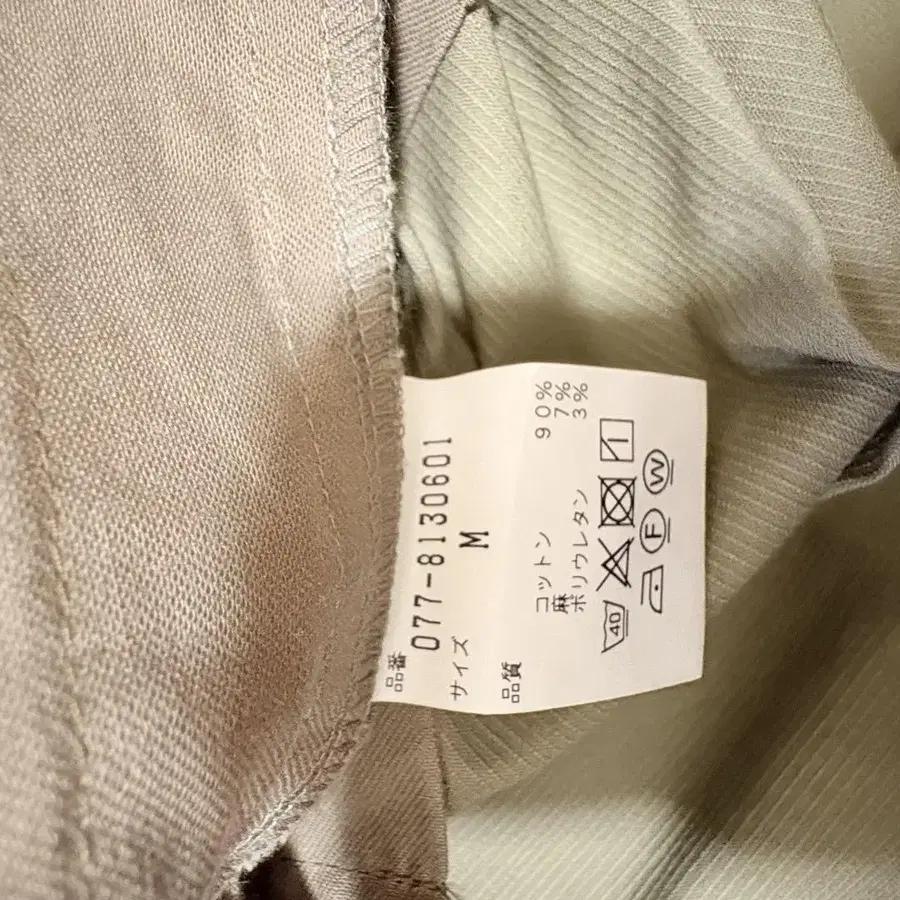 品番
077-8130601
サイズ M
品質
コットン 90%
麻 7%
ポリウレタン 3%
40
F W